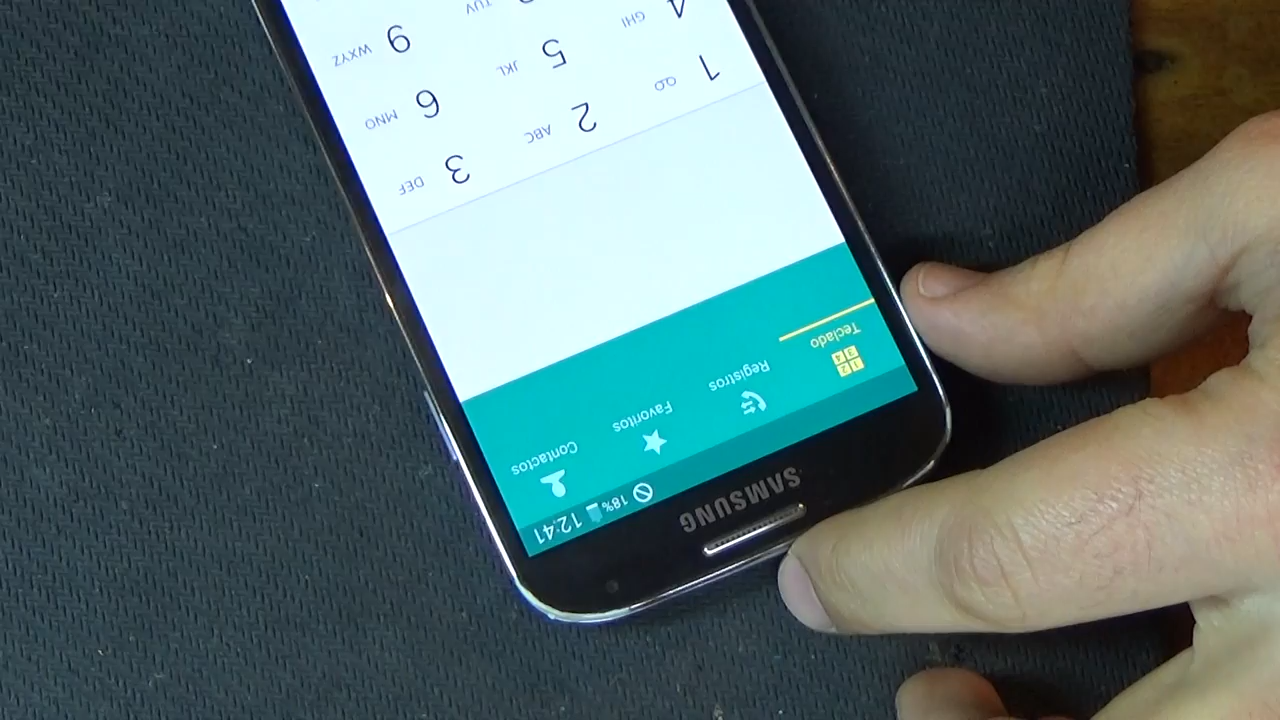 SAMSUNG
18% 12:41
Teclado Registros Favoritos Contactos
1 2 ABC 3 DEF
4 GHI 5 JKL 6 MNO
TUV 9 WXYZ